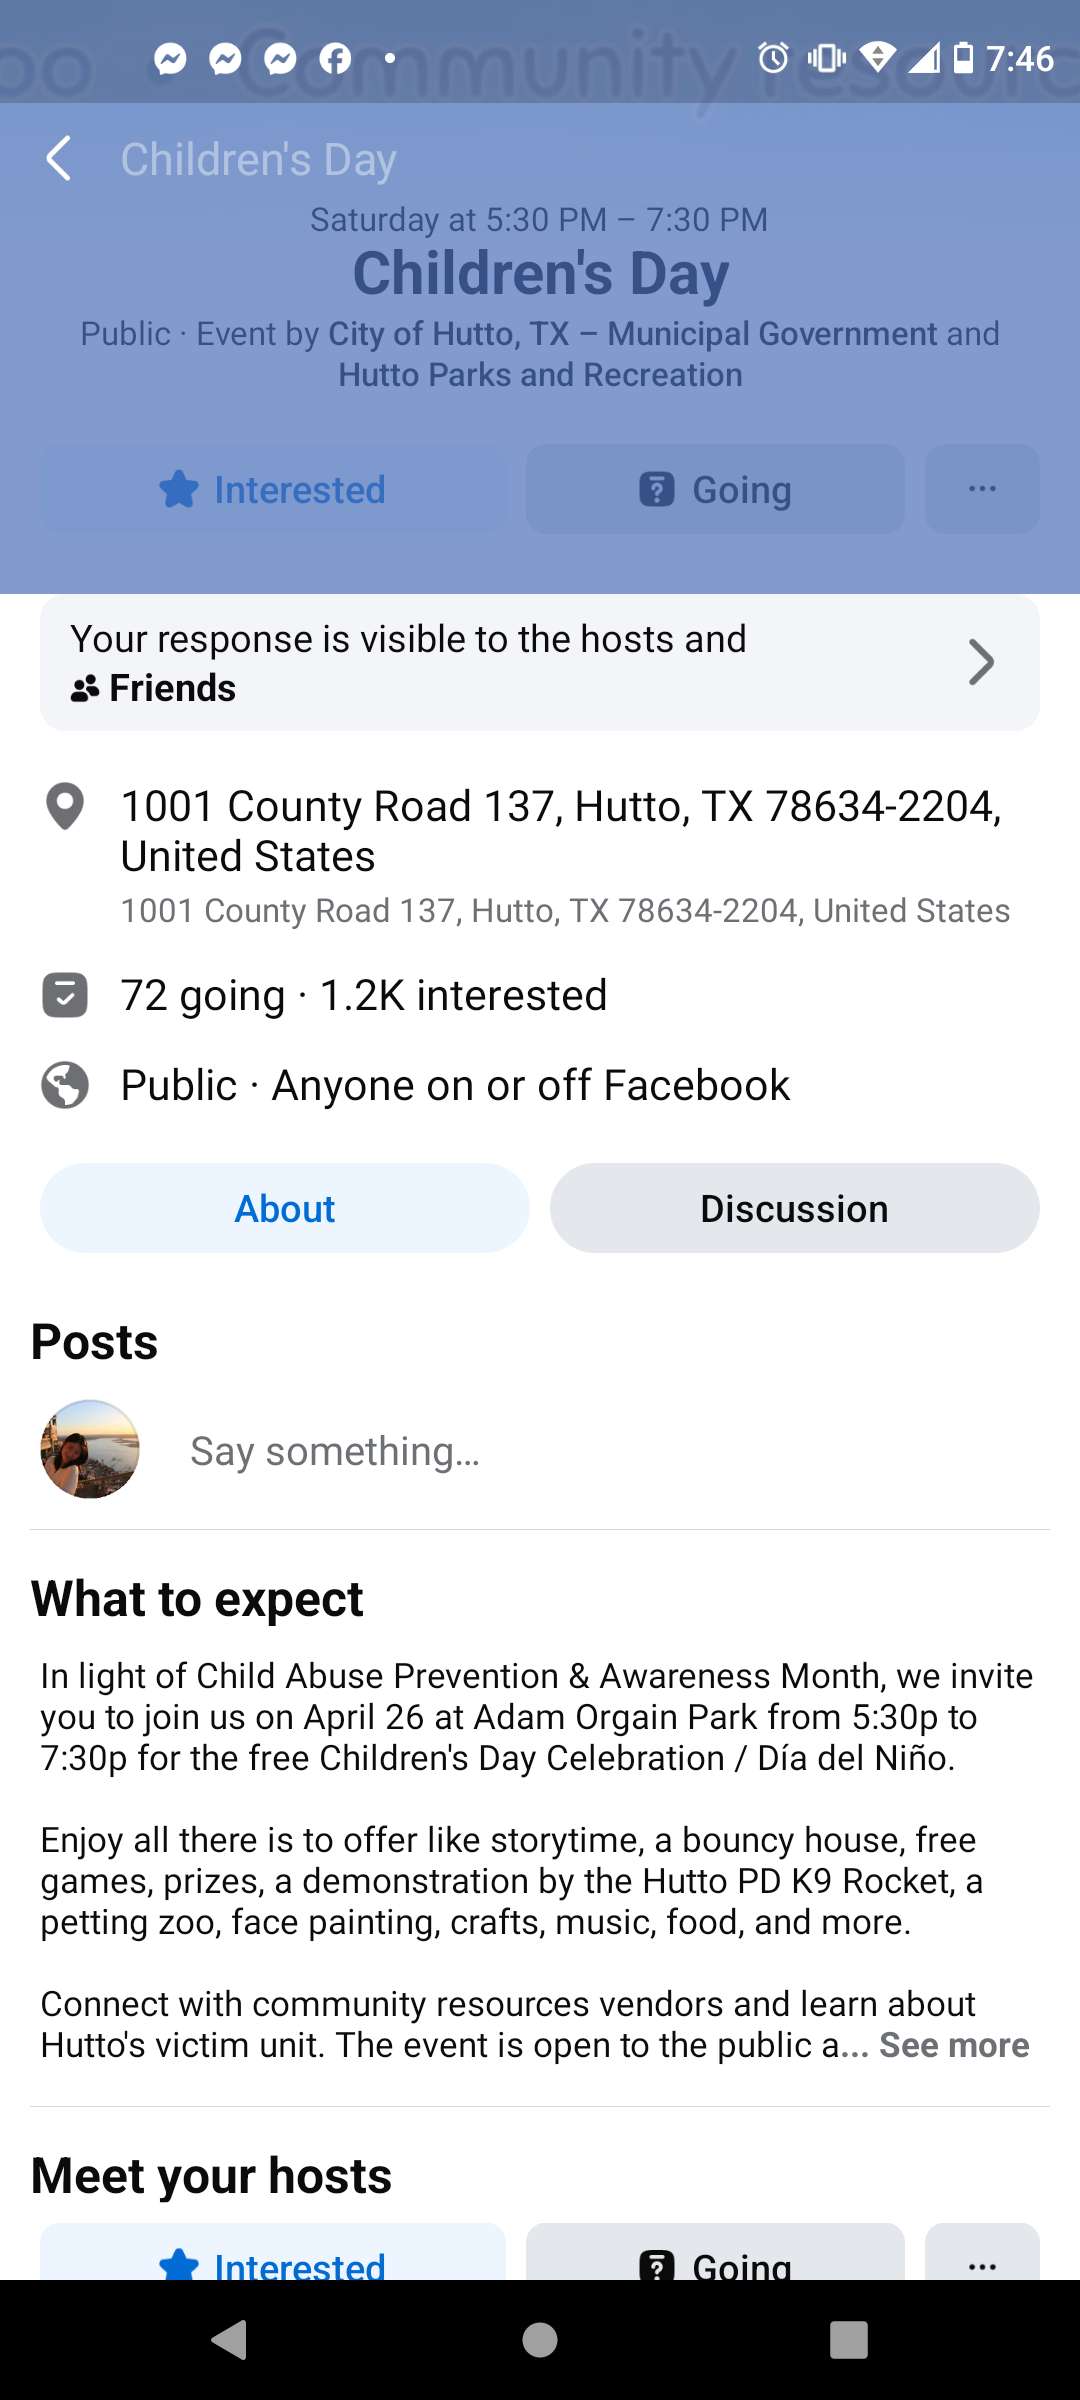 oo Community resourc
7:46
Children's Day
Saturday at 5:30 PM – 7:30 PM
Children's Day
Public · Event by City of Hutto, TX – Municipal Government and
Hutto Parks and Recreation
Interested
Going
Your response is visible to the hosts and
Friends
1001 County Road 137, Hutto, TX 78634-2204,
United States
1001 County Road 137, Hutto, TX 78634-2204, United States
72 going · 1.2K interested
Public · Anyone on or off Facebook
About
Discussion
Posts
Say something...
What to expect
In light of Child Abuse Prevention & Awareness Month, we invite
you to join us on April 26 at Adam Orgain Park from 5:30p to
7:30p for the free Children's Day Celebration / Día del Niño.
Enjoy all there is to offer like storytime, a bouncy house, free
games, prizes, a demonstration by the Hutto PD K9 Rocket, a
petting zoo, face painting, crafts, music, food, and more.
Connect with community resources vendors and learn about
Hutto's victim unit. The event is open to the public a... See more
Meet your hosts
Interested
Going